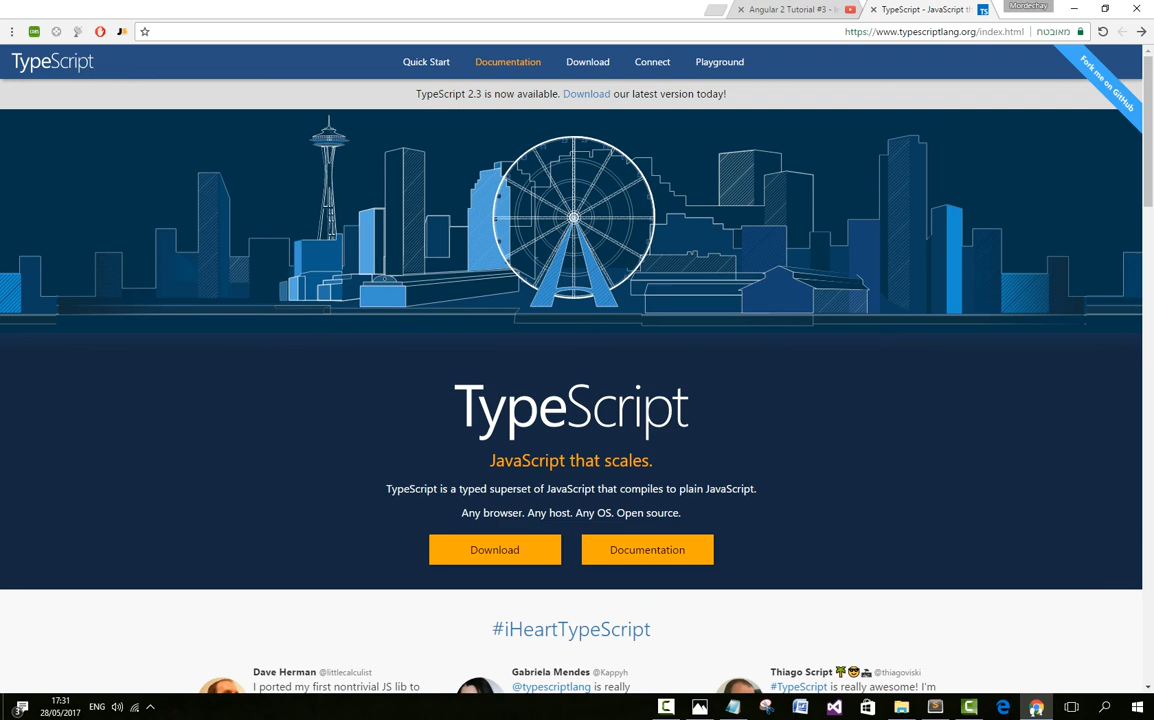 Angular 2 Tutorial #3 - In
TypeScript - JavaScript th
TS
Mordechay
https://www.typescriptlang.org/index.html
מאובטח
TypeScript
Quick Start
Documentation
Download
Connect
Playground
Fork me on GitHub
TypeScript 2.3 is now available. Download our latest version today!
TypeScript
JavaScript that scales.
TypeScript is a typed superset of JavaScript that compiles to plain JavaScript.
Any browser. Any host. Any OS. Open source.
Download
Documentation
#iHeartTypeScript
Dave Herman @littlecalculist
I ported my first nontrivial JS lib to
Gabriela Mendes @Kappyh
@typescriptlang is really
Thiago Script 🌴😎 @thiagoviski
#TypeScript is really awesome! I'm
17:31
28/05/2017
ENG